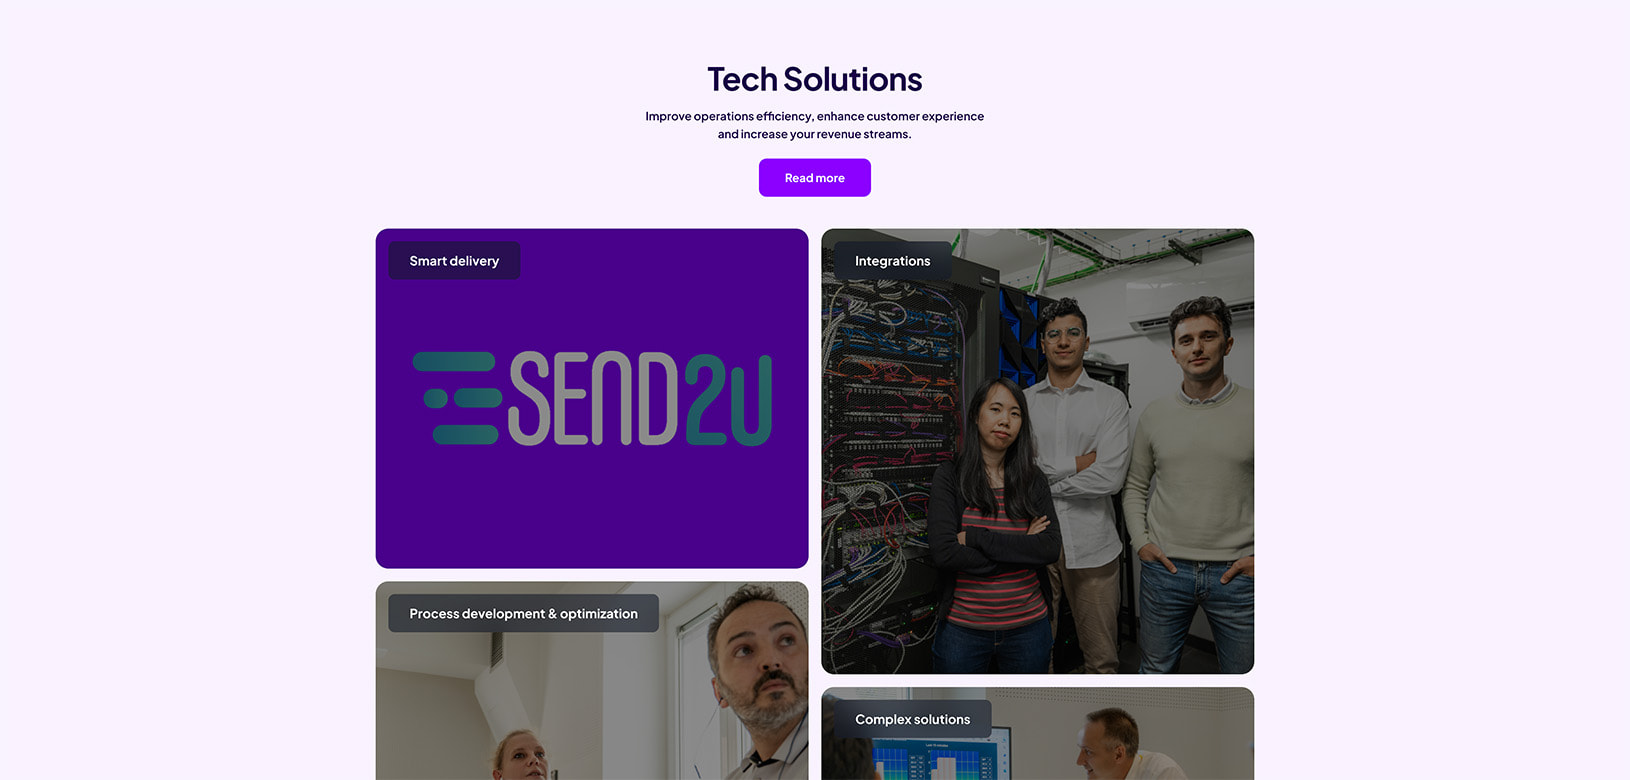 Tech Solutions
Improve operations efficiency, enhance customer experience
and increase your revenue streams.
Read more
Smart delivery
SEND2U
Integrations
Process development & optimization
Complex solutions